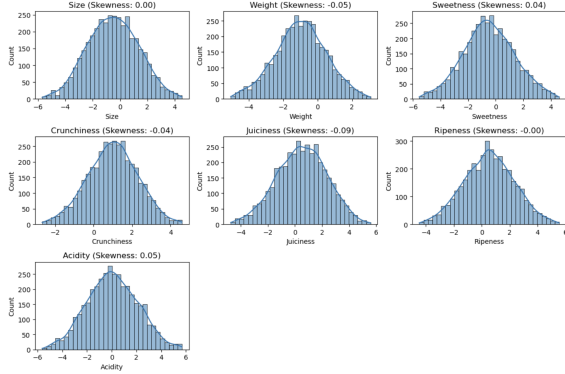 Size (Skewness: 0.00)
Count
250
200
150
100
50
0
−6 −4 −2 0 2 4
Size
Weight (Skewness: -0.05)
Count
250
200
150
100
50
0
−4 −2 0
Weight
Sweetness (Skewness: 0.04)
Count
250
200
150
100
50
0
−6 −4 −2 0 2 4
Sweetness
Crunchiness (Skewness: -0.04)
Count
250
200
150
100
50
0
−2 0 2 4
Crunchiness
Juiciness (Skewness: -0.09)
Count
250
200
150
100
50
0
−4 −2 0 2 4 6
Juiciness
Ripeness (Skewness: -0.00)
Count
300
200
100
0
−4 −2 0 2 4 6
Ripeness
Acidity (Skewness: 0.05)
Count
250
200
150
100
50
0
−6 −4 −2 0 2 4 6
Acidity